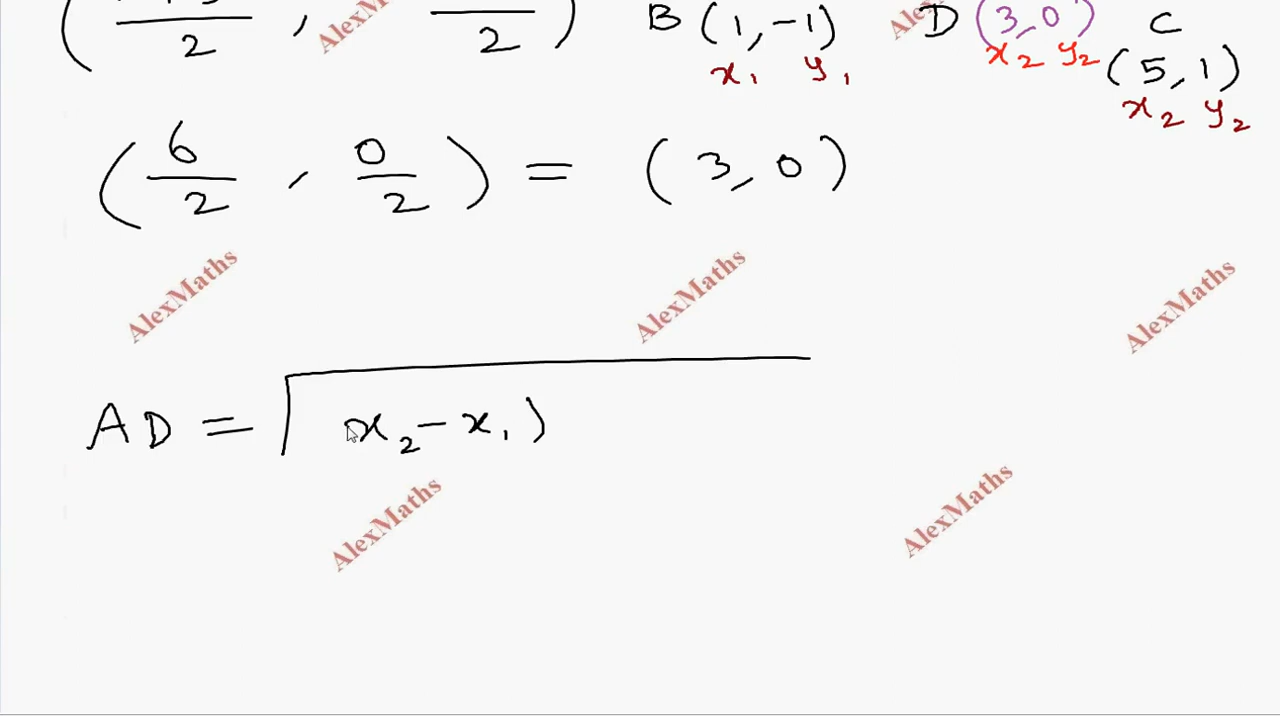 ( /2 , /2 ) B (1, -1) D (3, 0) C
x₁ y₁ x₂ y₂ (5, 1)
x₂ y₂
( 6/2 , 0/2 ) = ( 3, 0 )
AD = √ x₂ - x₁ )
AlexMaths
AlexMaths
AlexMaths
AlexMaths
AlexMaths
AlexMaths